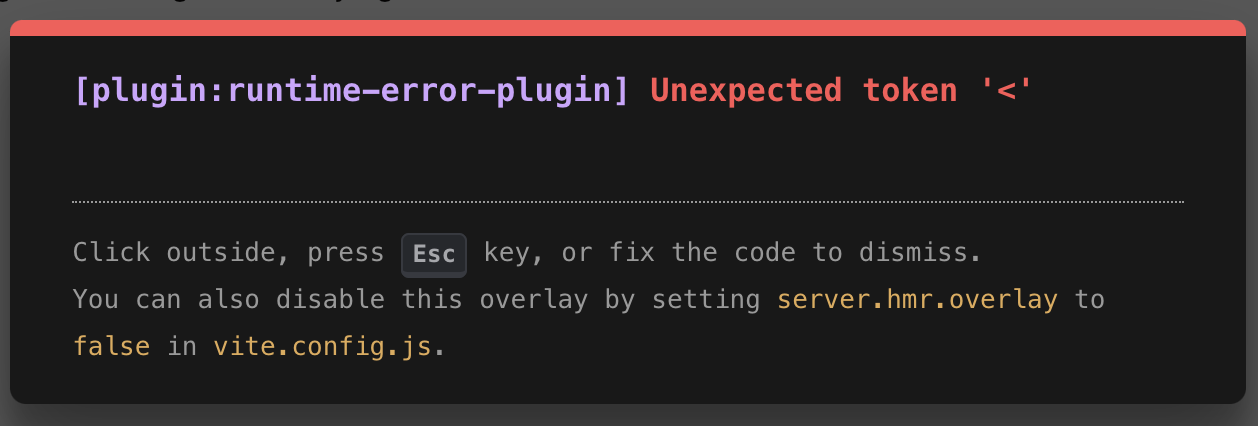 [plugin:runtime-error-plugin] Unexpected token '<'
Click outside, press Esc key, or fix the code to dismiss.
You can also disable this overlay by setting server.hmr.overlay to
false in vite.config.js.